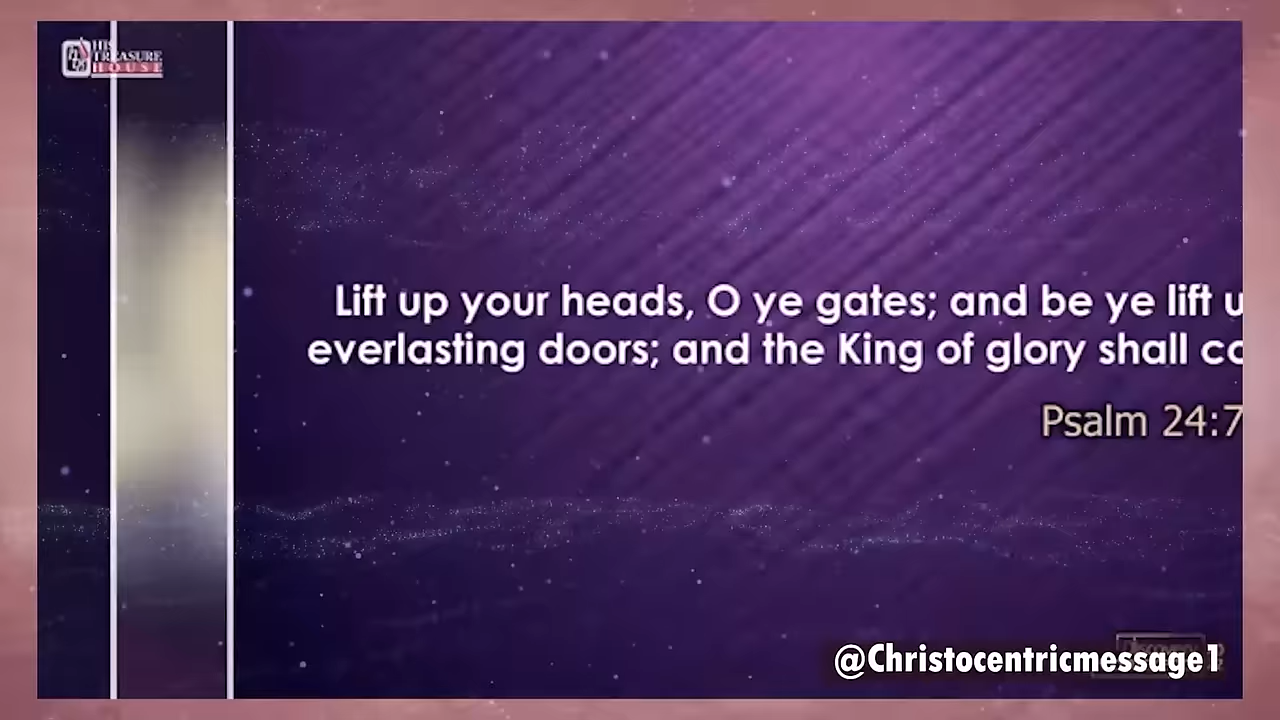 HIS
TREASURE
HOUSE
Lift up your heads, O ye gates; and be ye lift u
everlasting doors; and the King of glory shall co
Psalm 24:7
@Christocentricmessage1